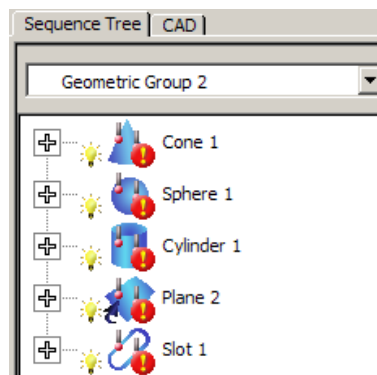 Sequence Tree CAD
Geometric Group 2
Cone 1
Sphere 1
Cylinder 1
Plane 2
Slot 1